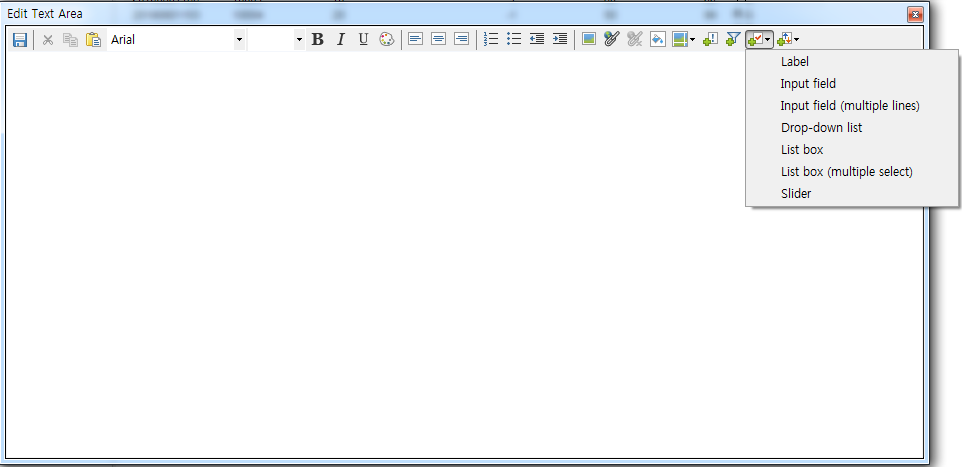 Edit Text Area
Arial
B I U
Label
Input field
Input field (multiple lines)
Drop-down list
List box
List box (multiple select)
Slider